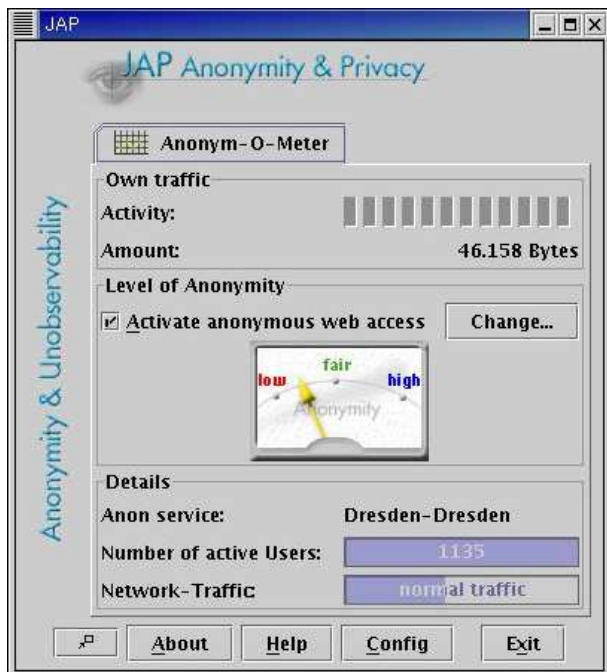 JAP
JAP Anonymity & Privacy
Anonymity & Unobservability
Anonym-O-Meter
Own traffic
Activity:
Amount: 46.158 Bytes
Level of Anonymity
Activate anonymous web access Change...
fair
low high
Anonymity
Details
Anon service: Dresden-Dresden
Number of active Users: 1135
Network-Traffic: normal traffic
About Help Config Exit